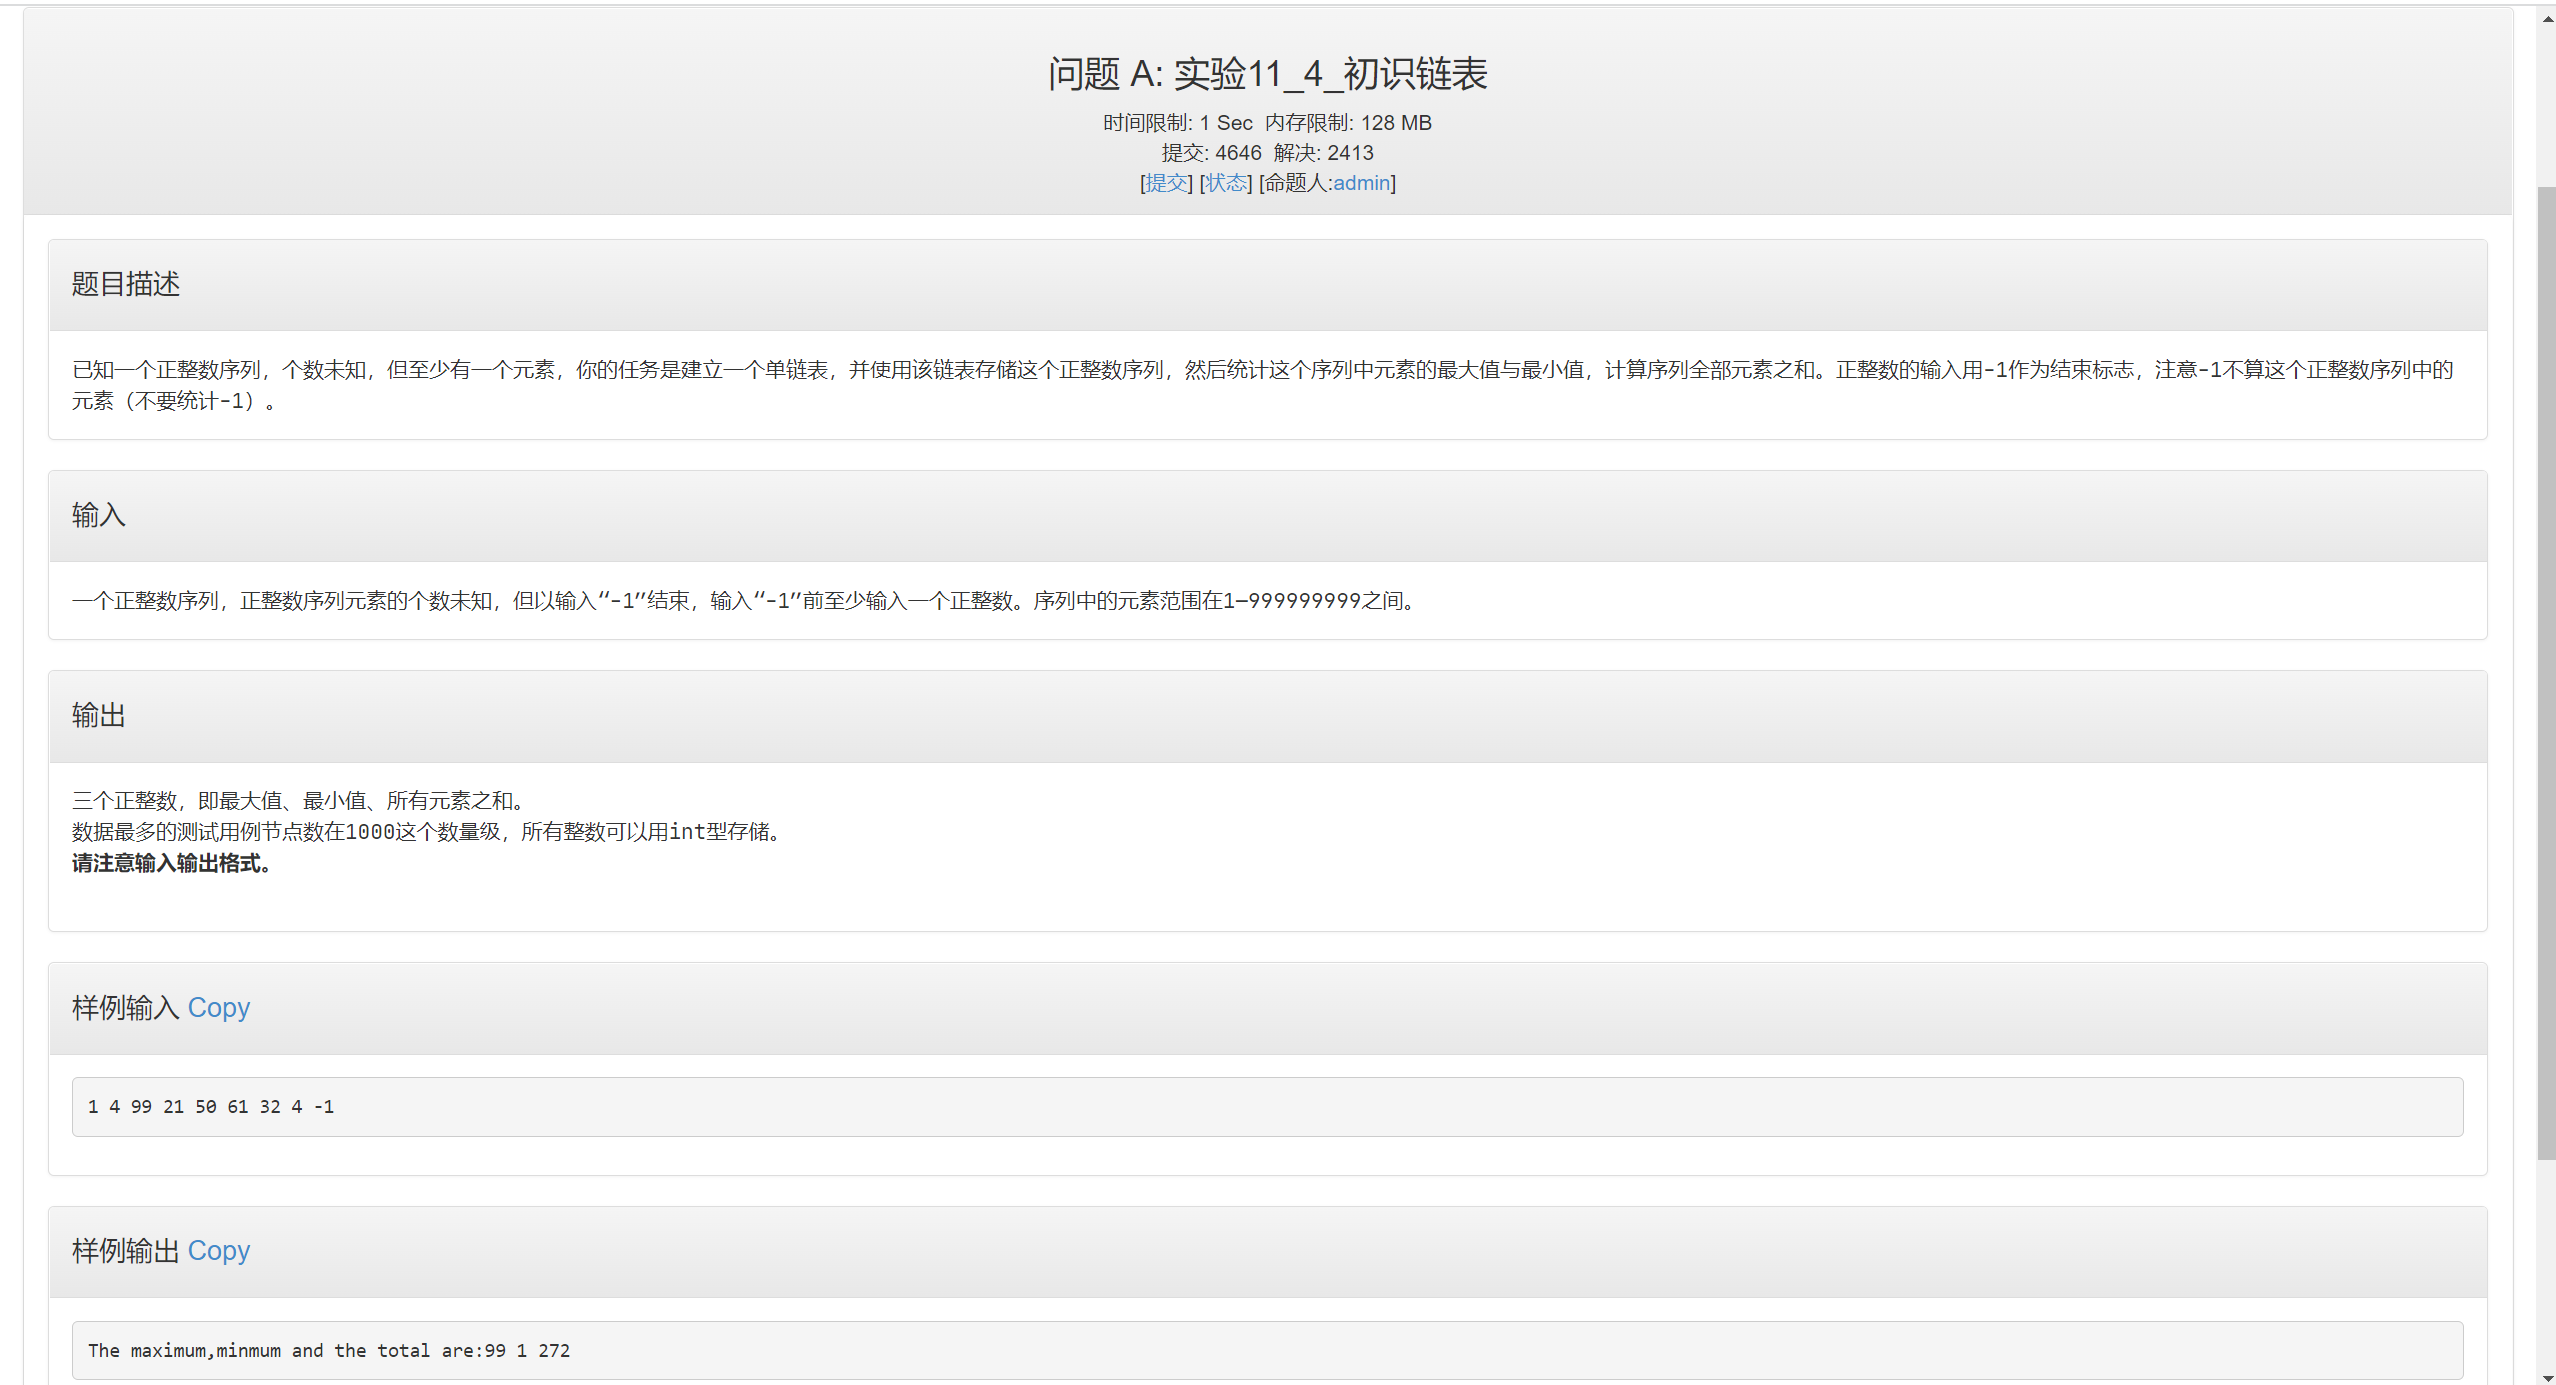 问题 A: 实验11_4_初识链表
时间限制: 1 Sec  内存限制: 128 MB
提交: 4646  解决: 2413
[提交] [状态] [命题人:admin]
题目描述
已知一个正整数序列，个数未知，但至少有一个元素，你的任务是建立一个单链表，并使用该链表存储这个正整数序列，然后统计这个序列中元素的最大值与最小值，计算序列全部元素之和。正整数的输入用-1作为结束标志，注意-1不算这个正整数序列中的
元素（不要统计-1）。
输入
一个正整数序列，正整数序列元素的个数未知，但以输入“-1”结束，输入“-1”前至少输入一个正整数。序列中的元素范围在1—999999999之间。
输出
三个正整数，即最大值、最小值、所有元素之和。
数据最多的测试用例节点数在1000这个数量级，所有整数可以用int型存储。
请注意输入输出格式。
样例输入 Copy
1 4 99 21 50 61 32 4 -1
样例输出 Copy
The maximum,minmum and the total are:99 1 272